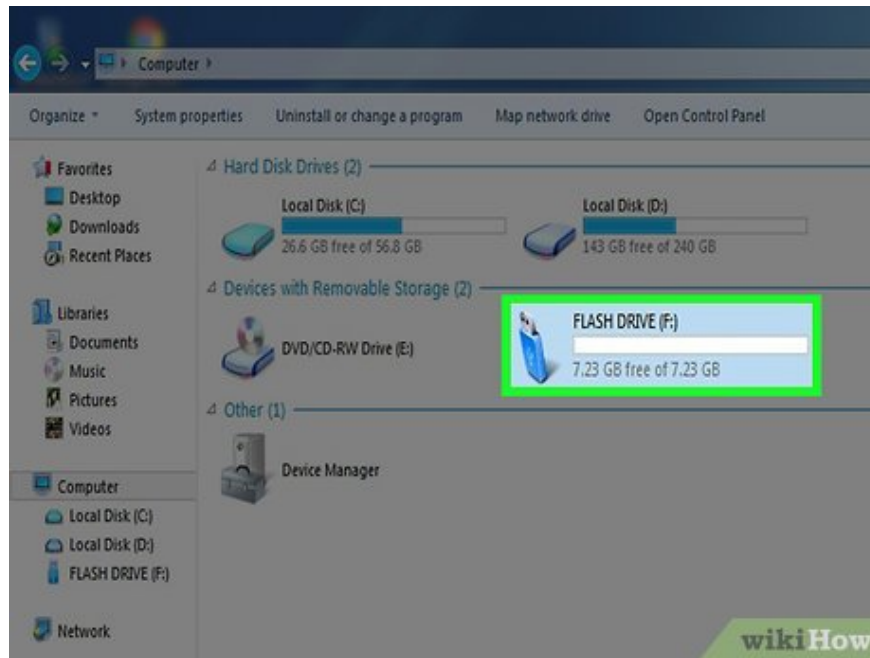 Computer
Organize System properties Uninstall or change a program Map network drive Open Control Panel
Favorites
Desktop
Downloads
Recent Places
Libraries
Documents
Music
Pictures
Videos
Computer
Local Disk (C:)
Local Disk (D:)
FLASH DRIVE (F:)
Network
Hard Disk Drives (2)
Local Disk (C:)
26.6 GB free of 56.8 GB
Local Disk (D:)
143 GB free of 240 GB
Devices with Removable Storage (2)
DVD/CD-RW Drive (E:)
FLASH DRIVE (F:)
7.23 GB free of 7.23 GB
Other (1)
Device Manager
wikiHow